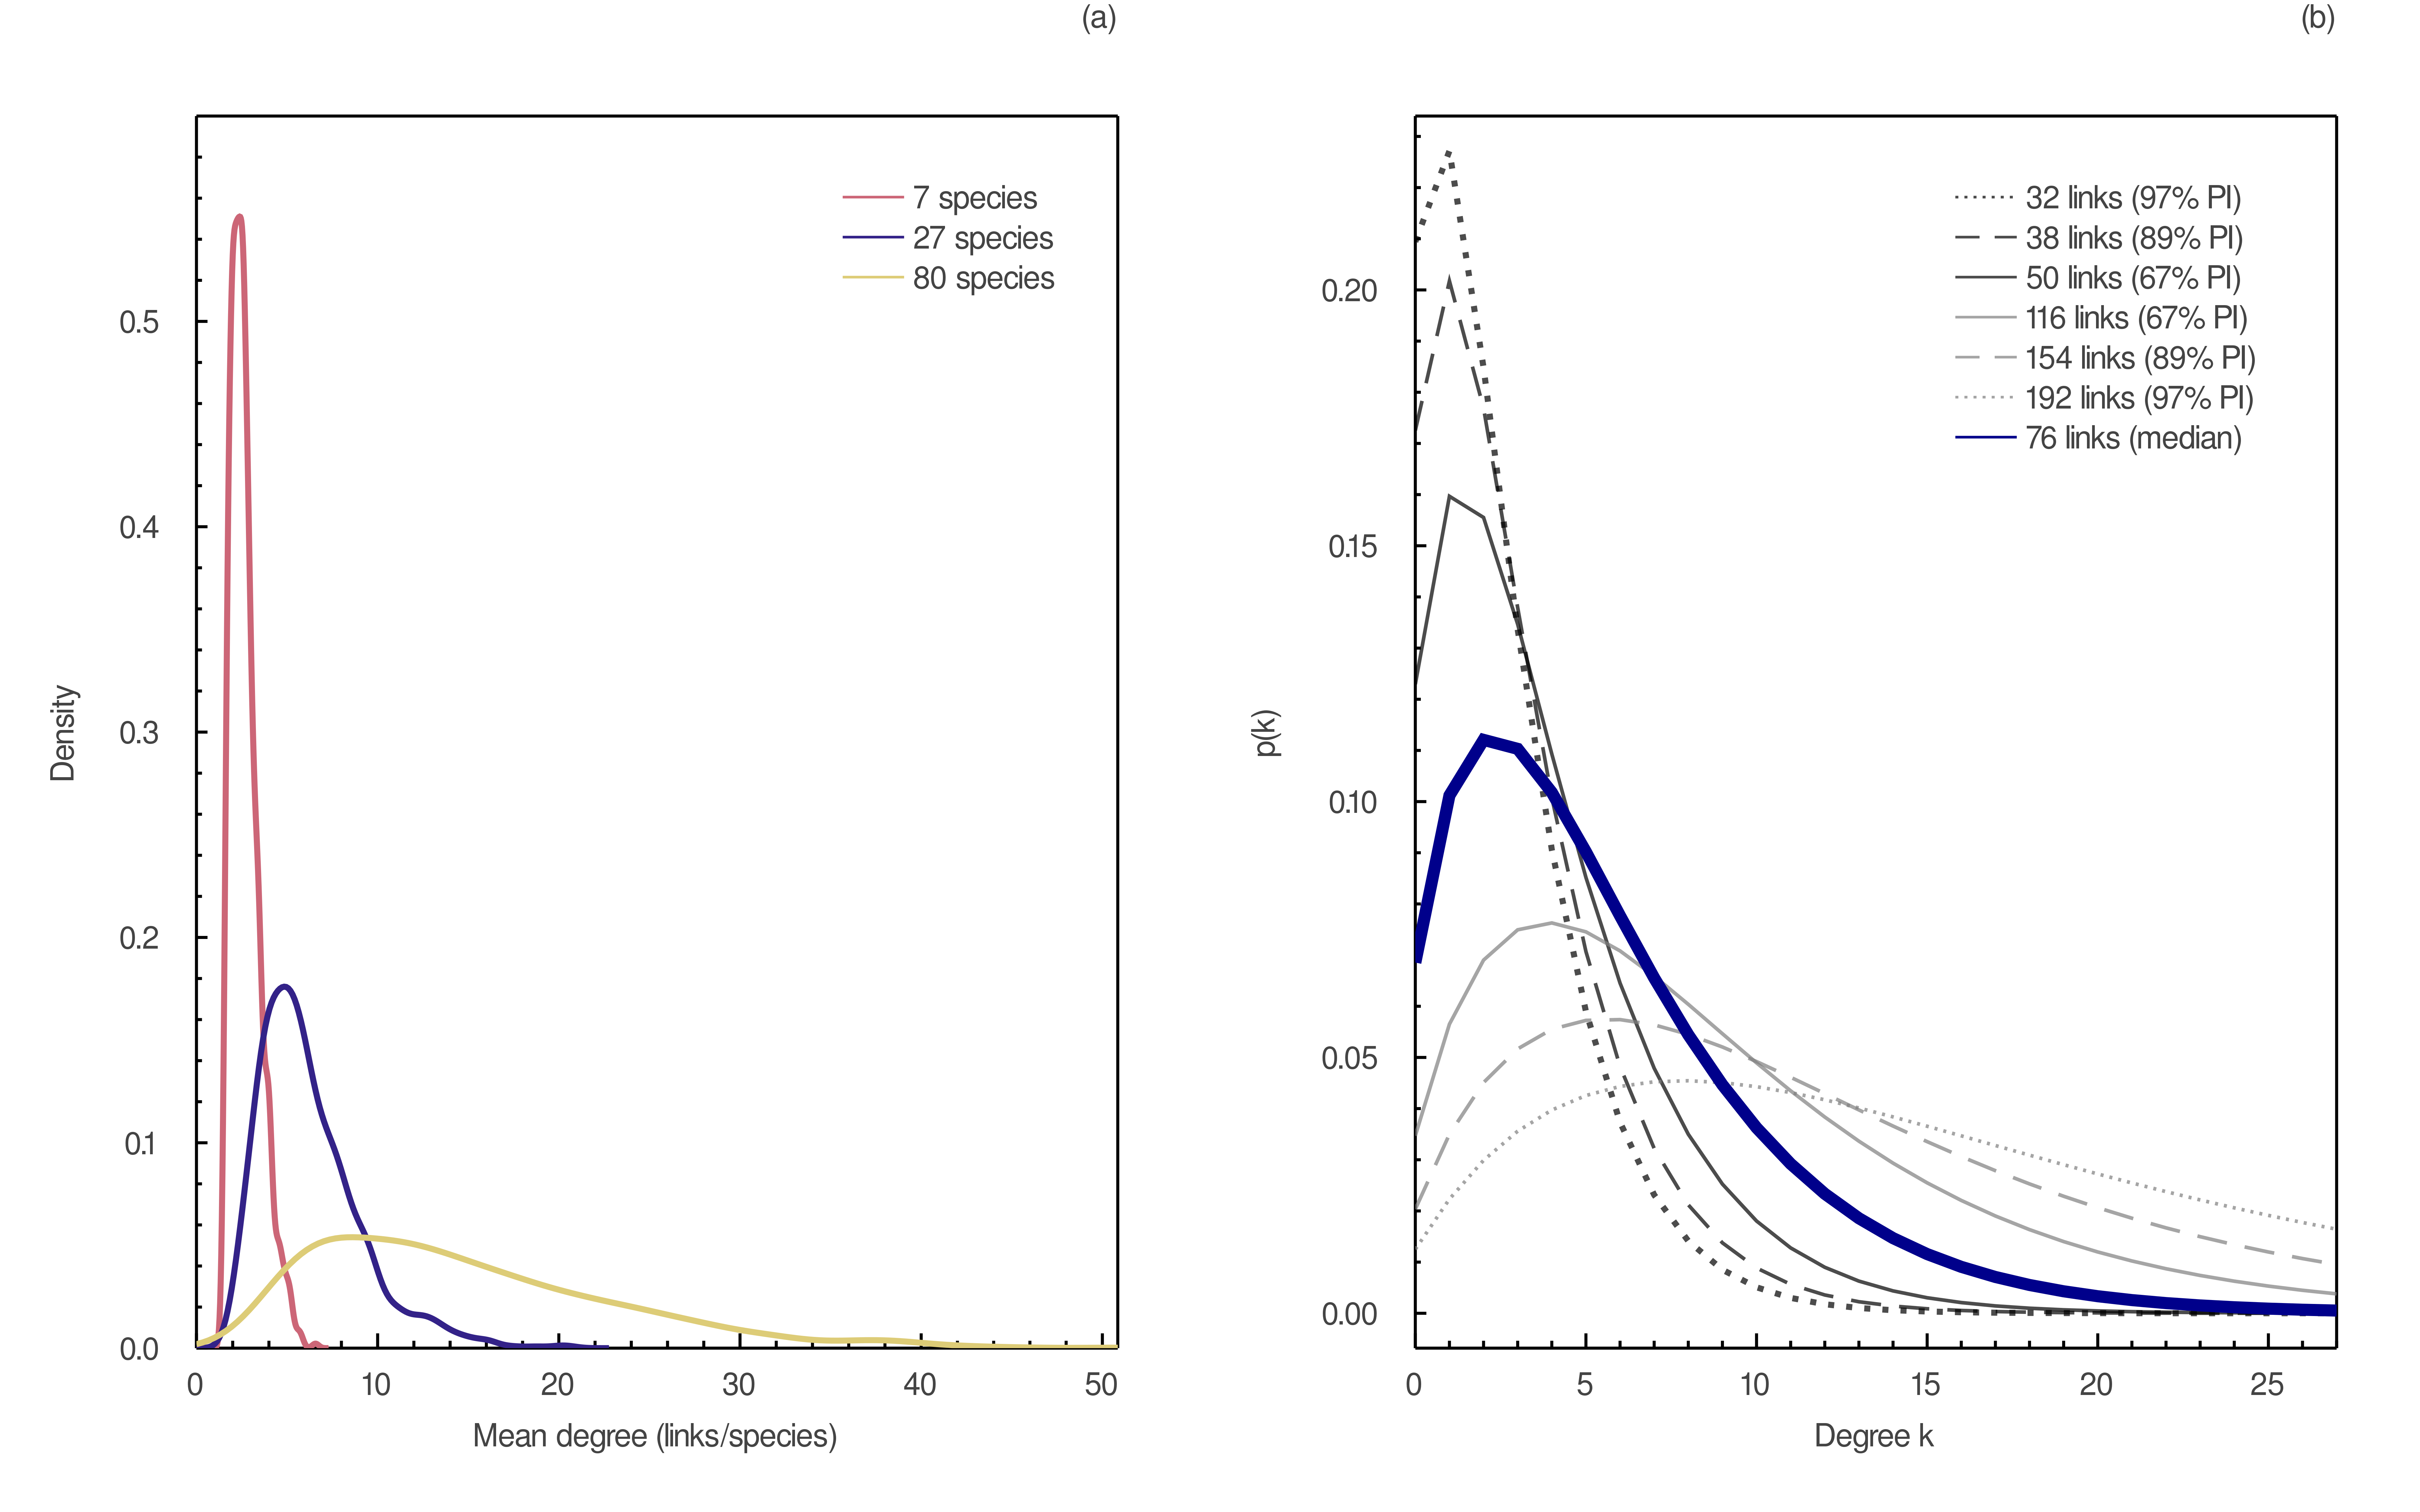 (a)
7 species
27 species
80 species
0.5
0.4
0.3
0.2
0.1
0.0
Density
0 10 20 30 40 50
Mean degree (links/species)
(b)
32 links (97% PI)
38 links (89% PI)
50 links (67% PI)
116 links (67% PI)
154 links (89% PI)
192 links (97% PI)
76 links (median)
0.20
0.15
0.10
0.05
0.00
p(k)
0 5 10 15 20 25
Degree k